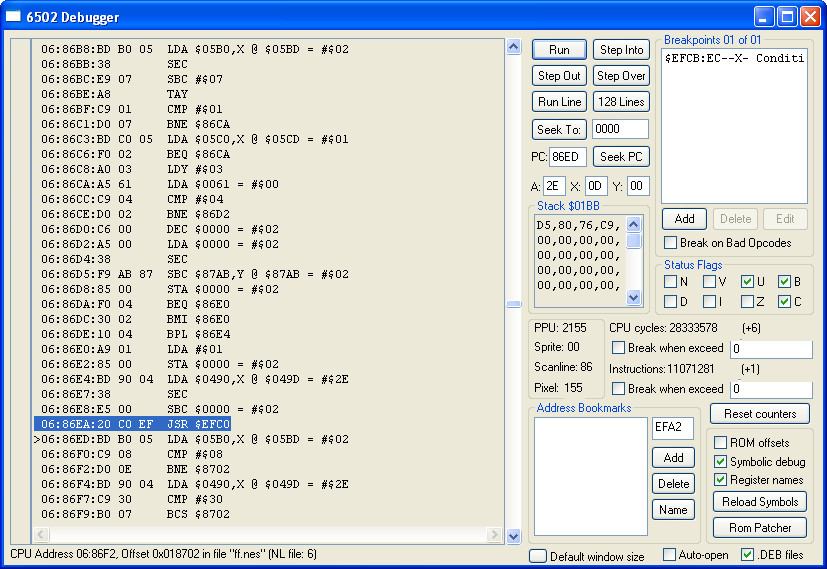 6502 Debugger
06:86B8:BD B0 05 LDA $05B0,X @ $05BD = #$02
06:86BB:38 SEC
06:86BC:E9 07 SBC #$07
06:86BE:A8 TAY
06:86BF:C9 01 CMP #$01
06:86C1:D0 07 BNE $86CA
06:86C3:BD C0 05 LDA $05C0,X @ $05CD = #$01
06:86C6:F0 02 BEQ $86CA
06:86C8:A0 03 LDY #$03
06:86CA:A5 61 LDA $0061 = #$00
06:86CC:C9 04 CMP #$04
06:86CE:D0 02 BNE $86D2
06:86D0:C6 00 DEC $0000 = #$02
06:86D2:A5 00 LDA $0000 = #$02
06:86D4:38 SEC
06:86D5:F9 AB 87 SBC $87AB,Y @ $87AB = #$02
06:86D8:85 00 STA $0000 = #$02
06:86DA:F0 04 BEQ $86E0
06:86DC:30 02 BMI $86E0
06:86DE:10 04 BPL $86E4
06:86E0:A9 01 LDA #$01
06:86E2:85 00 STA $0000 = #$02
06:86E4:BD 90 04 LDA $0490,X @ $049D = #$2E
06:86E7:38 SEC
06:86E8:E5 00 SBC $0000 = #$02
06:86EA:20 C0 EF JSR $EFC0
>06:86ED:BD B0 05 LDA $05B0,X @ $05BD = #$02
06:86F0:C9 08 CMP #$08
06:86F2:D0 0E BNE $8702
06:86F4:BD 90 04 LDA $0490,X @ $049D = #$2E
06:86F7:C9 30 CMP #$30
06:86F9:B0 07 BCS $8702
CPU Address 06:86F2, Offset 0x018702 in file "ff.nes" (NL file: 6)
Run Step Into
Step Out Step Over
Run Line 128 Lines
Seek To: 0000
PC: 86ED Seek PC
A: 2E X: 0D Y: 00
Stack $01BB
D5,80,76,C9,
00,00,00,00,
00,00,00,00,
00,00,00,00,
00,00,00,00,
Breakpoints 01 of 01
$EFCB:EC--X- Conditi
Add Delete Edit
Break on Bad Opcodes
Status Flags
N V U B
D I Z C
PPU: 2155
Sprite: 00
Scanline: 86
Pixel: 155
CPU cycles: 28333578 (+6)
Break when exceed 0
Instructions: 11071281 (+1)
Break when exceed 0
Address Bookmarks
EFA2
Add
Delete
Name
Reset counters
ROM offsets
Symbolic debug
Register names
Reload Symbols
Rom Patcher
Default window size
Auto-open
.DEB files